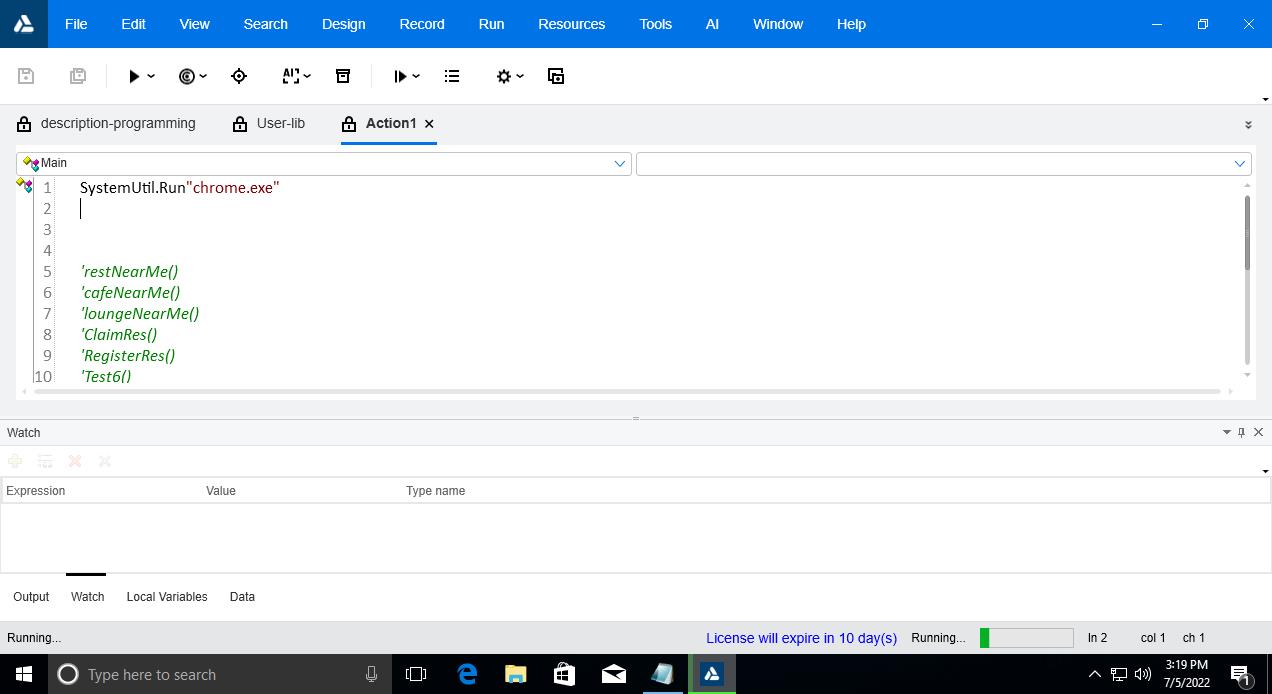 File Edit View Search Design Record Run Resources Tools AI Window Help
AI
description-programming User-lib Action1
Main
1 SystemUtil.Run"chrome.exe"
2
3
4
5 'restNearMe()
6 'cafeNearMe()
7 'loungeNearMe()
8 'ClaimRes()
9 'RegisterRes()
10 'Test6()
Watch
Expression Value Type name
Output Watch Local Variables Data
Running... License will expire in 10 day(s) Running... ln 2 col 1 ch 1
Type here to search
3:19 PM
7/5/2022
1